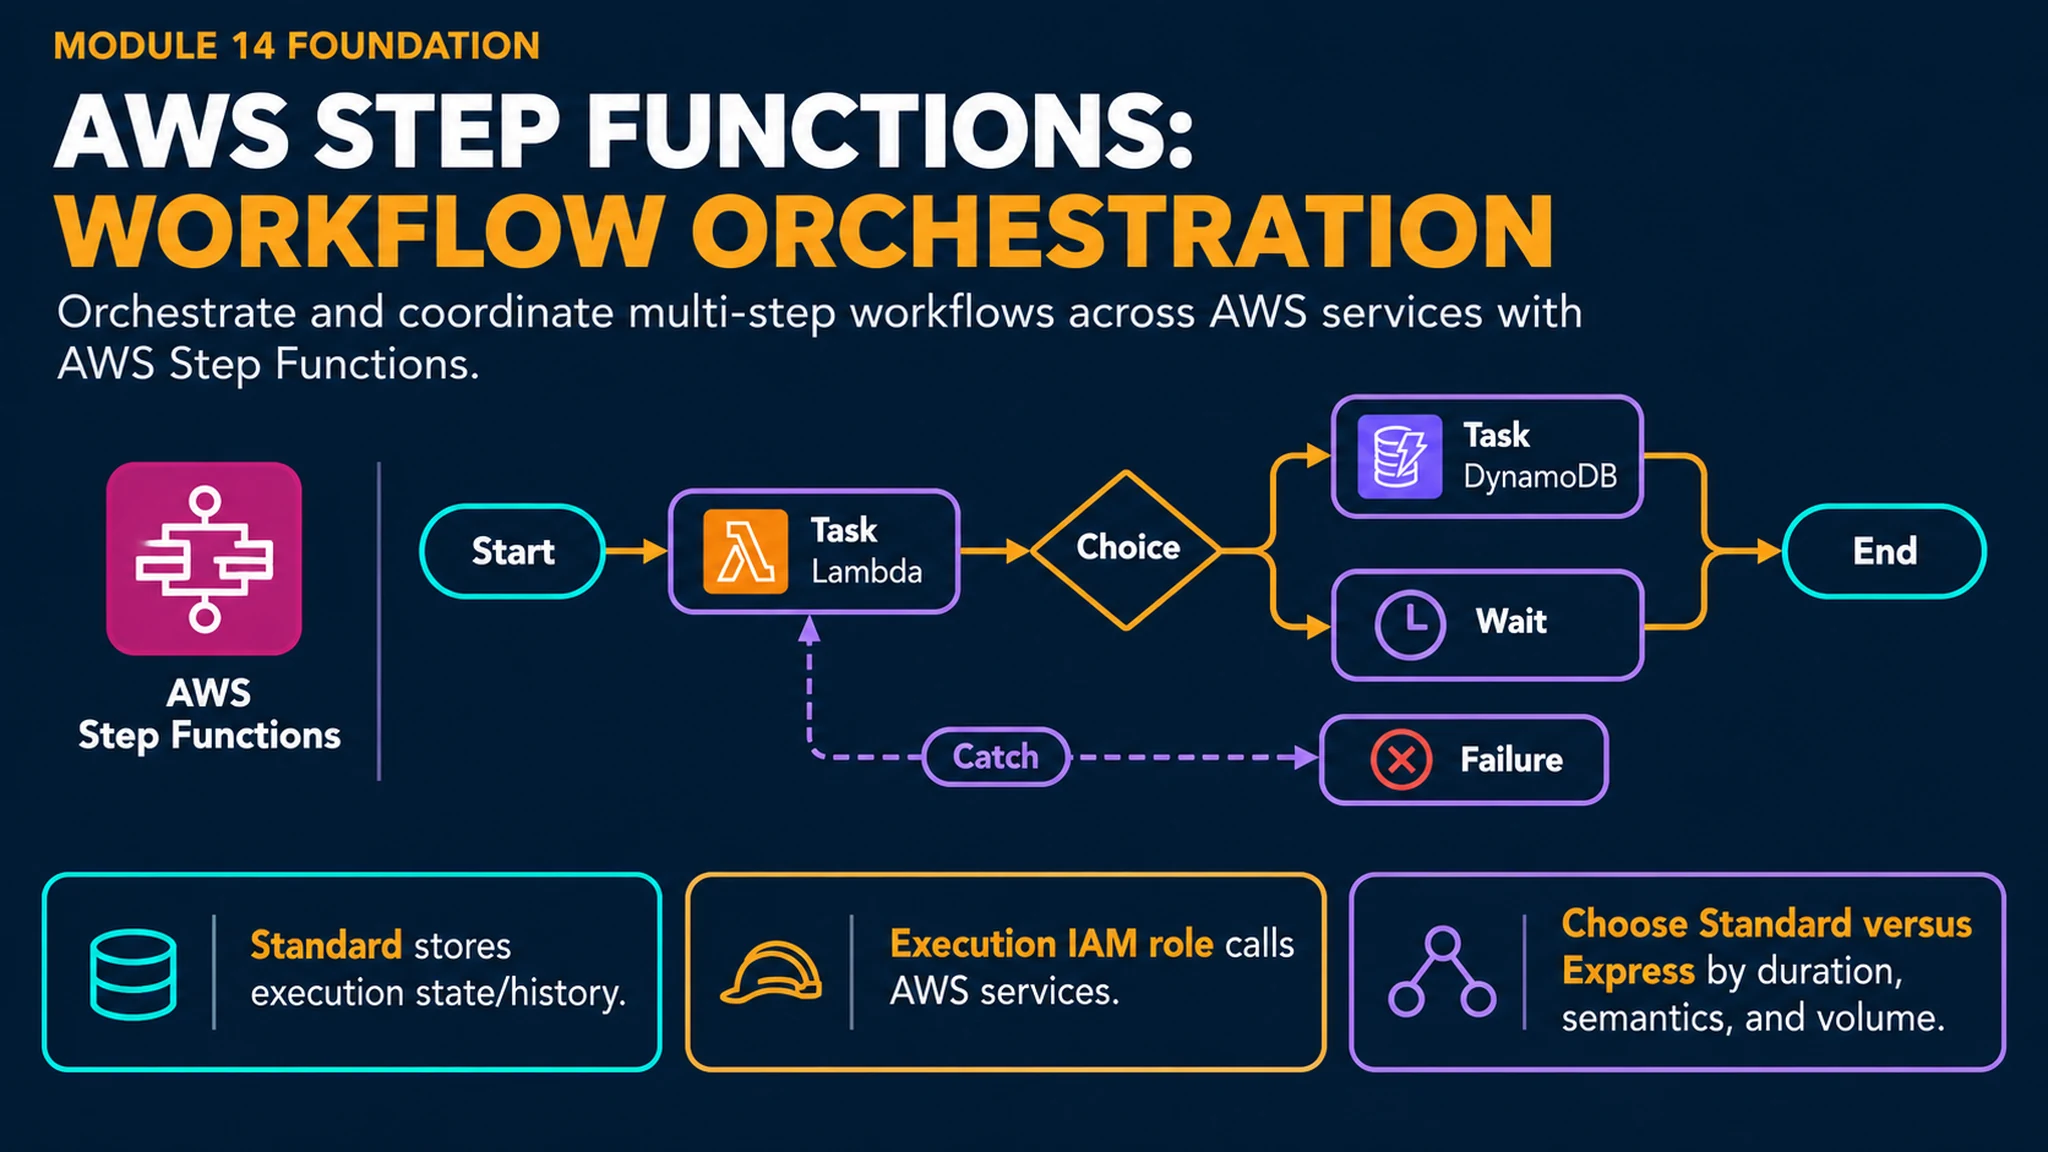 MODULE 14 FOUNDATION
AWS STEP FUNCTIONS:
WORKFLOW ORCHESTRATION
Orchestrate and coordinate multi-step workflows across AWS services with
AWS Step Functions.
AWS
Step Functions
Start
Task
Lambda
Choice
Task
DynamoDB
Wait
End
Catch
Failure
Standard stores
execution state/history.
Execution IAM role calls
AWS services.
Choose Standard versus
Express by duration,
semantics, and volume.